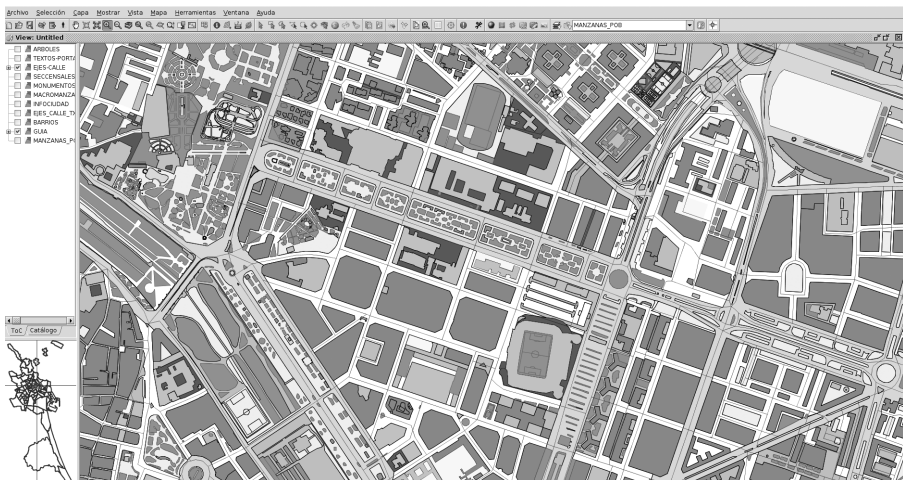 Archivo Selección Capa Mostrar Vista Mapa Herramientas Ventana Ayuda
MANZANAS_POB
View: Untitled
ARBOLES
TEXTOS-PORTA
EJES-CALLE
SECCENSALES
MONUMENTOS
MACROMANZA
INFOCIUDAD
EJES_CALLE_TX
BARRIOS
GUIA
MANZANAS_P
ToC Catálogo